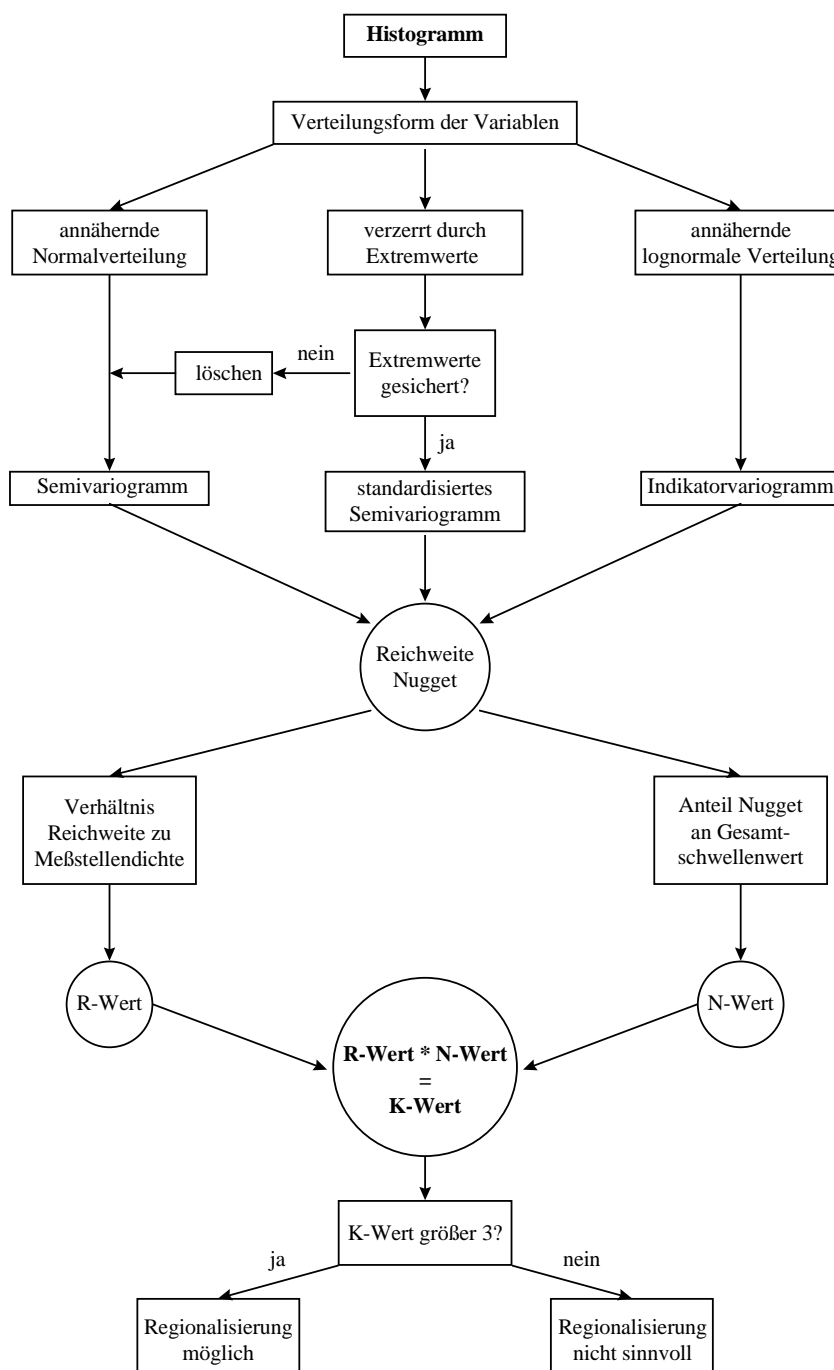 Histogramm
Verteilungsform der Variablen
annähernde
Normalverteilung
verzerrt durch
Extremwerte
annähernde
lognormale Verteilung
löschen
nein
Extremwerte
gesichert?
ja
Semivariogramm
standardisiertes
Semivariogramm
Indikatorvariogramm
Reichweite
Nugget
Verhältnis
Reichweite zu
Meßstellendichte
Anteil Nugget
an Gesamt-
schwellenwert
R-Wert
N-Wert
R-Wert * N-Wert
=
K-Wert
K-Wert größer 3?
ja
nein
Regionalisierung
möglich
Regionalisierung
nicht sinnvoll